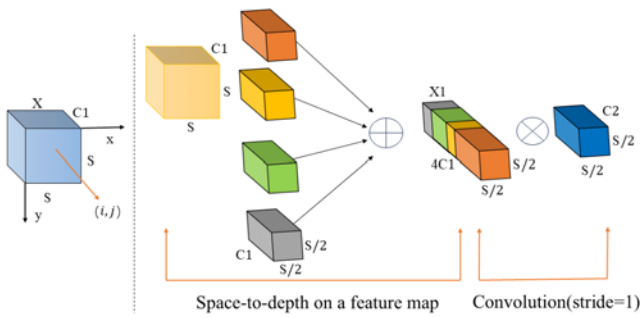 X
C1
x
S
S
(i,j)
y
C1
S
S
C1
S/2
S/2
X1
4C1
S/2
S/2
C2
S/2
S/2
Space-to-depth on a feature map
Convolution(stride=1)